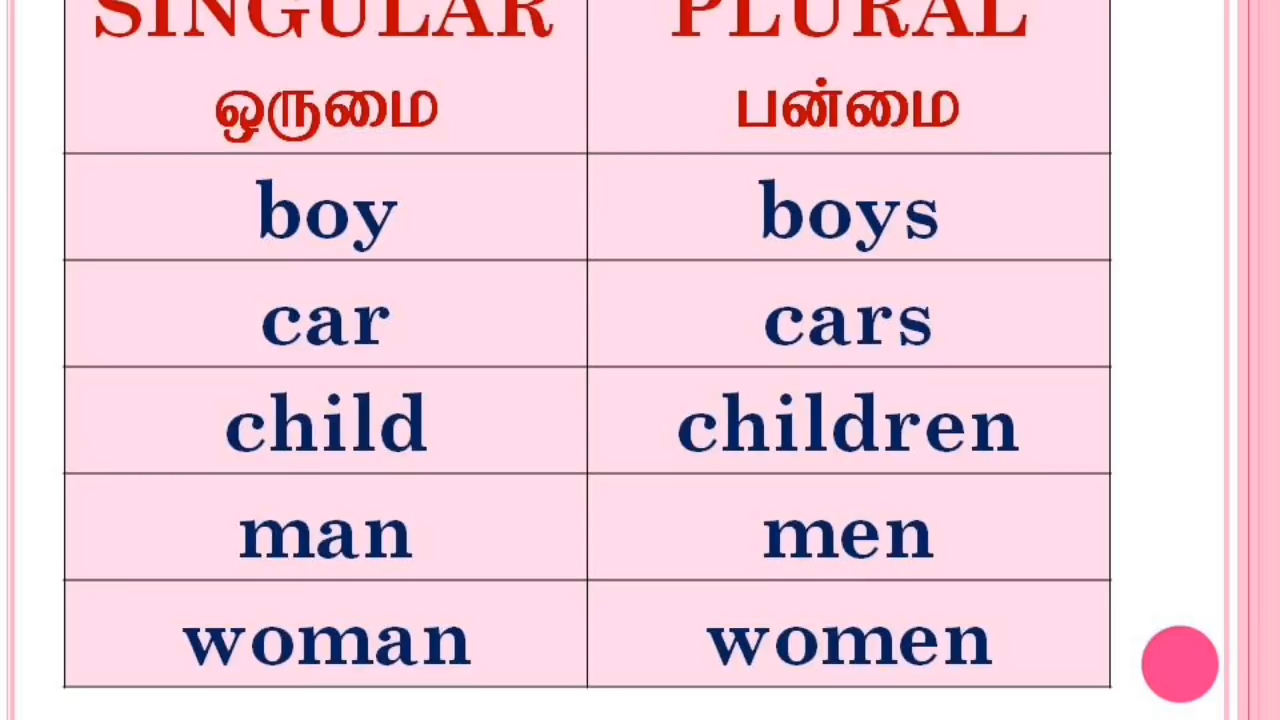 SINGULAR PLURAL
ஒருமை பன்மை
boy boys
car cars
child children
man men
woman women